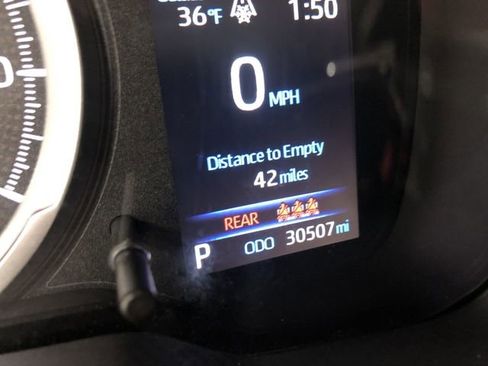 36°F 1:50
0 MPH
Distance to Empty
42 miles
REAR
P ODO 30507 mi